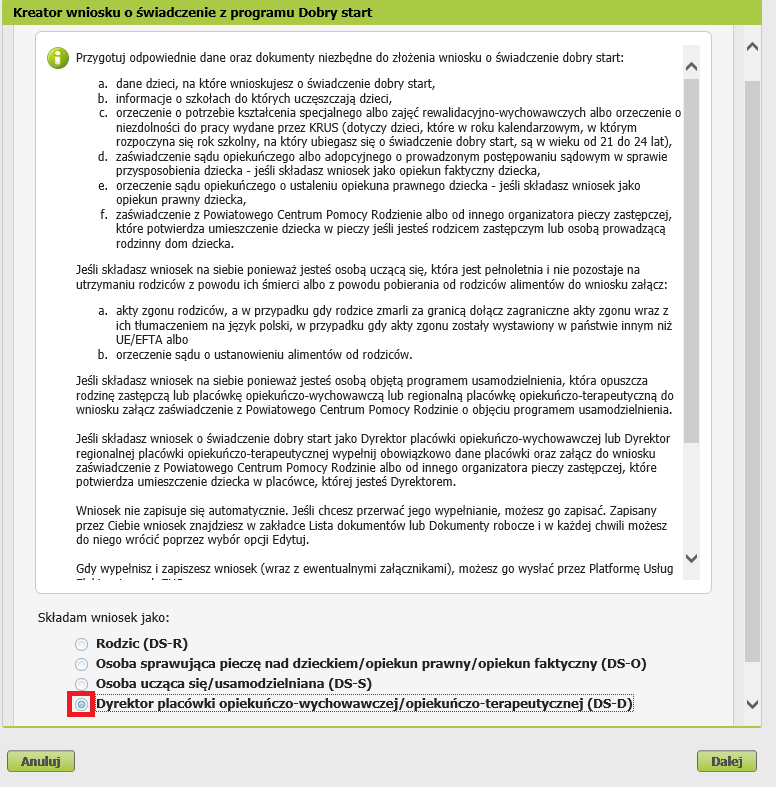 Kreator wniosku o świadczenie z programu Dobry start
Przygotuj odpowiednie dane oraz dokumenty niezbędne do złożenia wniosku o świadczenie dobry start:
a. dane dzieci, na które wnioskujesz o świadczenie dobry start,
b. informacje o szkołach do których uczęszczają dzieci,
c. orzeczenie o potrzebie kształcenia specjalnego albo zajęć rewalidacyjno-wychowawczych albo orzeczenie o
niezdolności do pracy wydane przez KRUS (dotyczy dzieci, które w roku kalendarzowym, w którym
rozpoczyna się rok szkolny, na który ubiegasz się o świadczenie dobry start, są w wieku od 21 do 24 lat),
d. zaświadczenie sądu opiekuńczego albo adopcyjnego o prowadzonym postępowaniu sądowym w sprawie
przysposobienia dziecka - jeśli składasz wniosek jako opiekun faktyczny dziecka,
e. orzeczenie sądu opiekuńczego o ustaleniu opiekuna prawnego dziecka - jeśli składasz wniosek jako
opiekun prawny dziecka,
f. zaświadczenie z Powiatowego Centrum Pomocy Rodzienie albo od innego organizatora pieczy zastępczej,
które potwierdza umieszczenie dziecka w pieczy jeśli jesteś rodzicem zastępczym lub osobą prowadzącą
rodzinny dom dziecka.
Jeśli składasz wniosek na siebie ponieważ jesteś osobą uczącą się, która jest pełnoletnia i nie pozostaje na
utrzymaniu rodziców z powodu ich śmierci albo z powodu pobierania od rodziców alimentów do wniosku załącz:
a. akty zgonu rodziców, a w przypadku gdy rodzice zmarli za granicą dołącz zagraniczne akty zgonu wraz z
ich tłumaczeniem na język polski, w przypadku gdy akty zgonu zostały wystawiony w państwie innym niż
UE/EFTA albo
b. orzeczenie sądu o ustanowieniu alimentów od rodziców.
Jeśli składasz wniosek na siebie ponieważ jesteś osobą objętą programem usamodzielnienia, która opuszcza
rodzinę zastępczą lub placówkę opiekuńczo-wychowawczą lub regionalną placówkę opiekuńczo-terapeutyczną do
wniosku załącz zaświadczenie z Powiatowego Centrum Pomocy Rodzinie o objęciu programem usamodzielnienia.
Jeśli składasz wniosek o świadczenie dobry start jako Dyrektor placówki opiekuńczo-wychowawczej lub Dyrektor
regionalnej placówki opiekuńczo-terapeutycznej wypełnij obowiązkowo dane placówki oraz załącz do wniosku
zaświadczenie z Powiatowego Centrum Pomocy Rodzinie albo od innego organizatora pieczy zastępczej, które
potwierdza umieszczenie dziecka w placówce, której jesteś Dyrektorem.
Wniosek nie zapisuje się automatycznie. Jeśli chcesz przerwać jego wypełnianie, możesz go zapisać. Zapisany
przez Ciebie wniosek znajdziesz w zakładce Lista dokumentów lub Dokumenty robocze i w każdej chwili możesz
do niego wrócić poprzez wybór opcji Edytuj.
Gdy wypełnisz i zapiszesz wniosek (wraz z ewentualnymi załącznikami), możesz go wysłać przez Platformę Usług
Składam wniosek jako:
Rodzic (DS-R)
Osoba sprawująca pieczę nad dzieckiem/opiekun prawny/opiekun faktyczny (DS-O)
Osoba ucząca się/usamodzielniana (DS-S)
Dyrektor placówki opiekuńczo-wychowawczej/opiekuńczo-terapeutycznej (DS-D)
Anuluj
Dalej